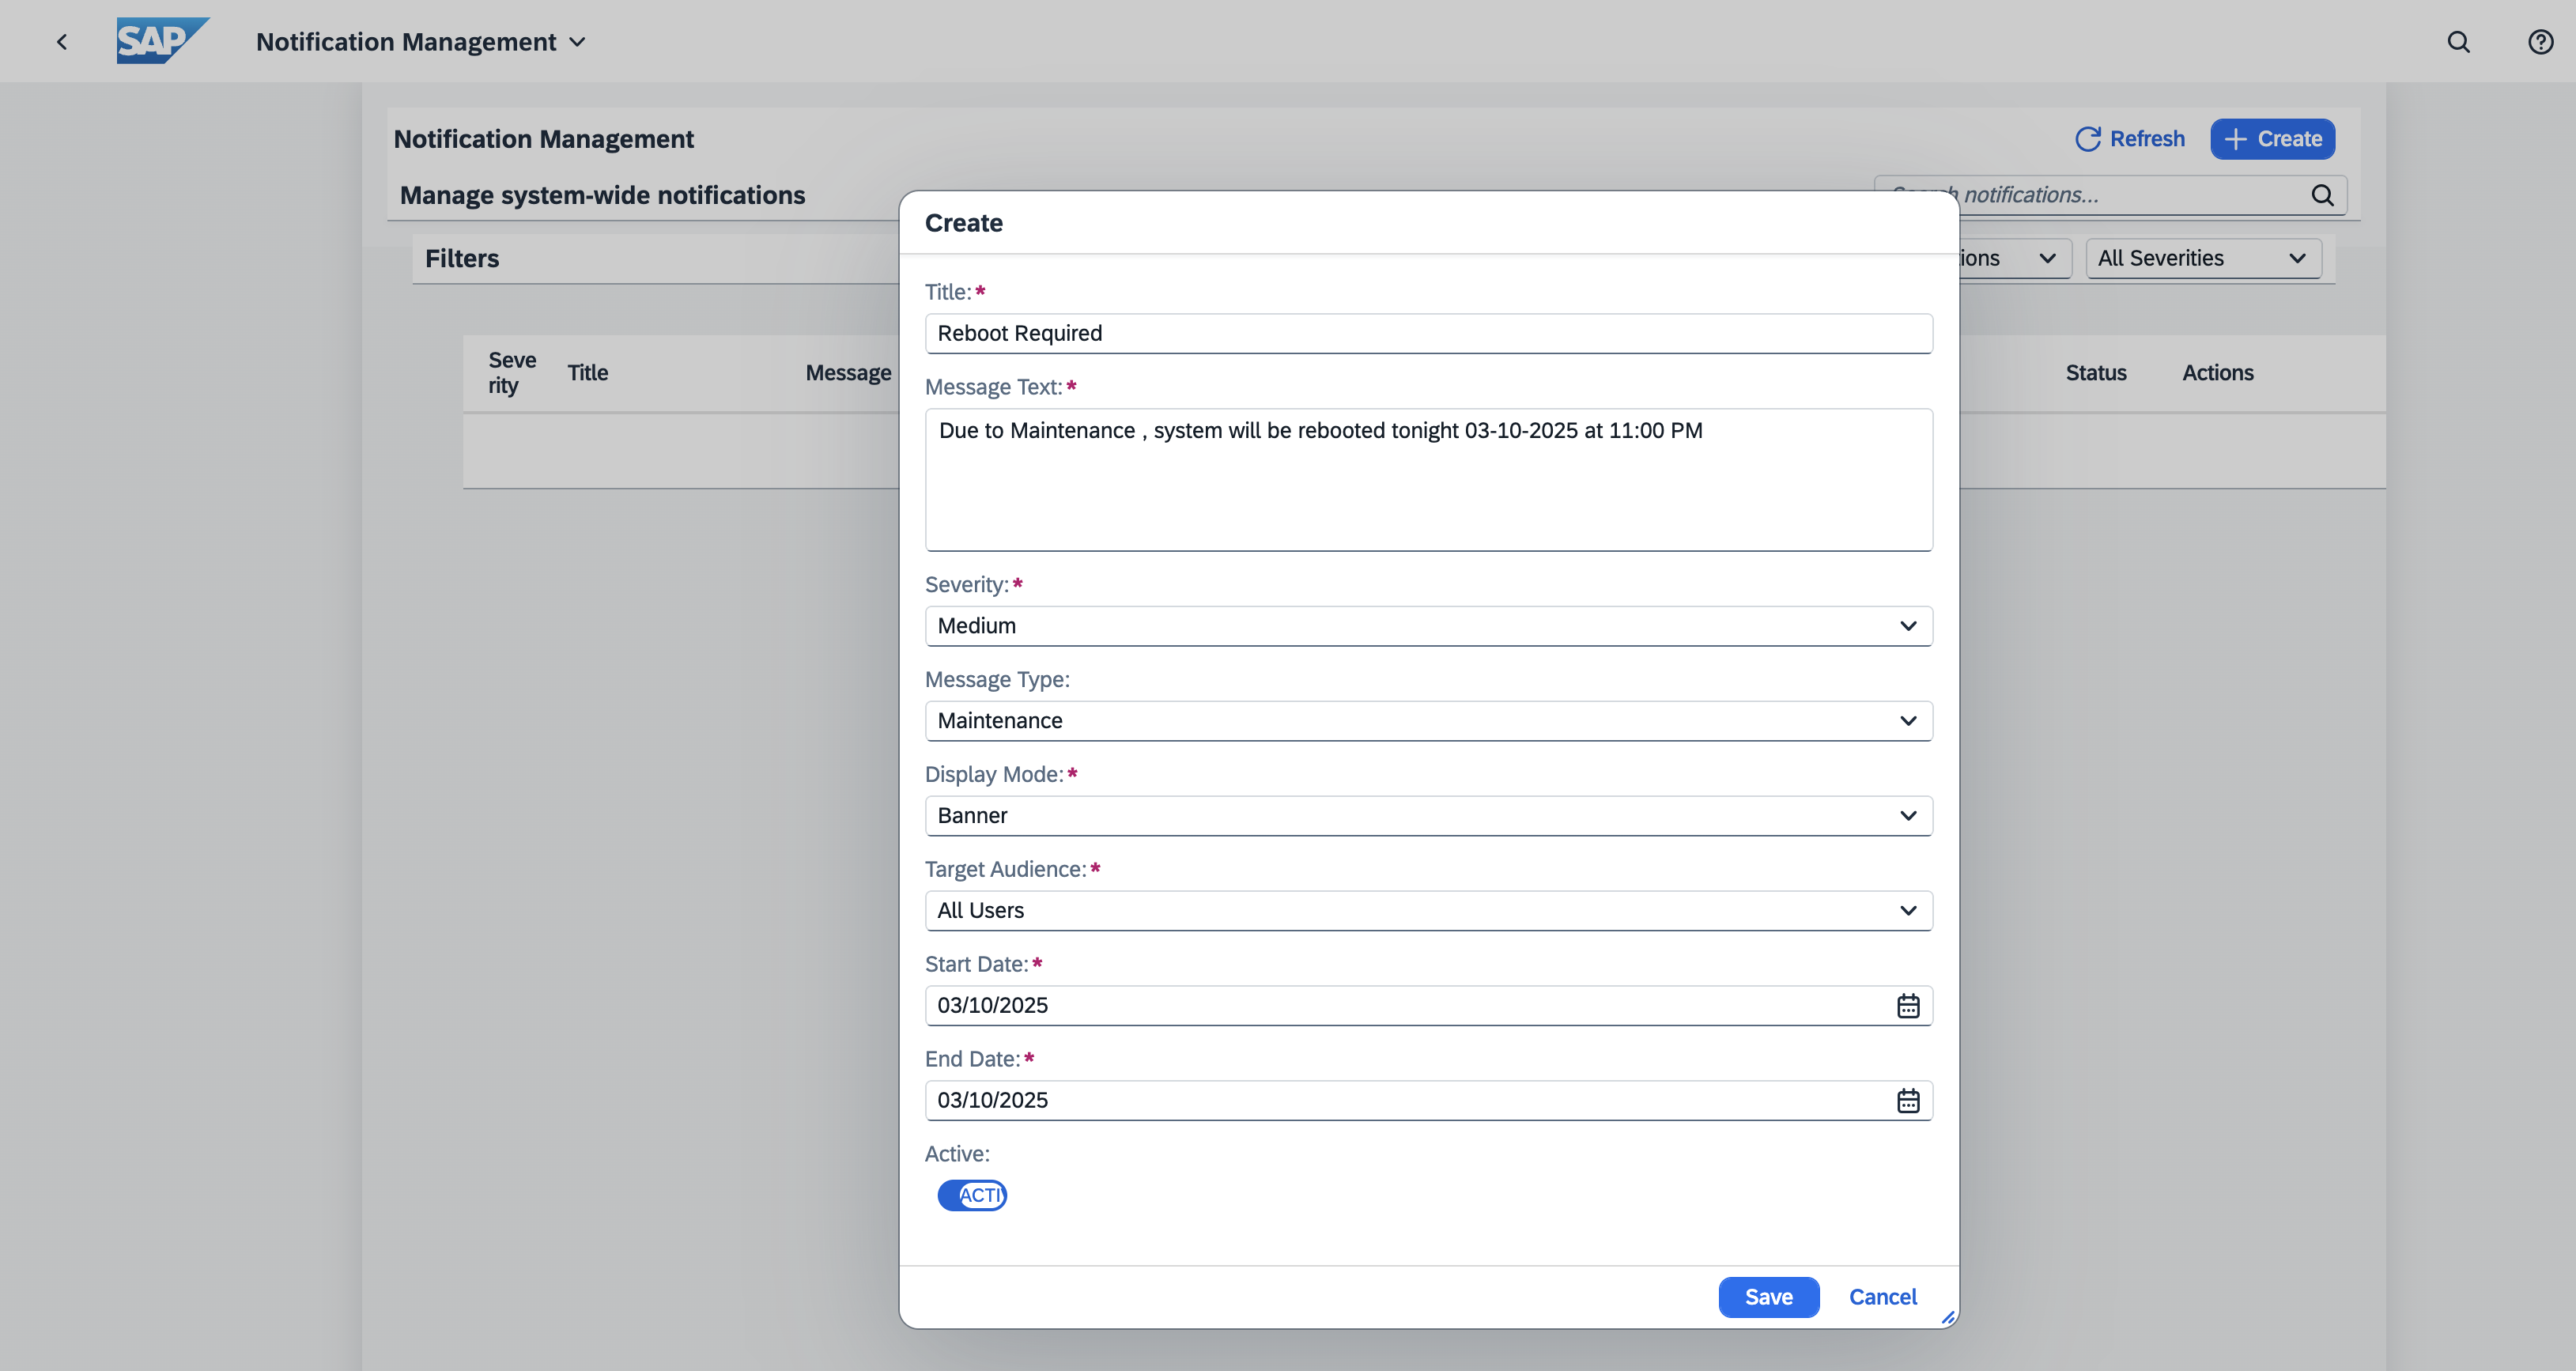 SAP
Notification Management
Notification Management
Refresh
Create
Manage system-wide notifications
notifications...
Filters
All Severities
Seve
rity
Title
Message
Status
Actions
Create
Title:*
Reboot Required
Message Text:*
Due to Maintenance , system will be rebooted tonight 03-10-2025 at 11:00 PM
Severity:*
Medium
Message Type:
Maintenance
Display Mode:*
Banner
Target Audience:*
All Users
Start Date:*
03/10/2025
End Date:*
03/10/2025
Active:
ACTI
Save
Cancel